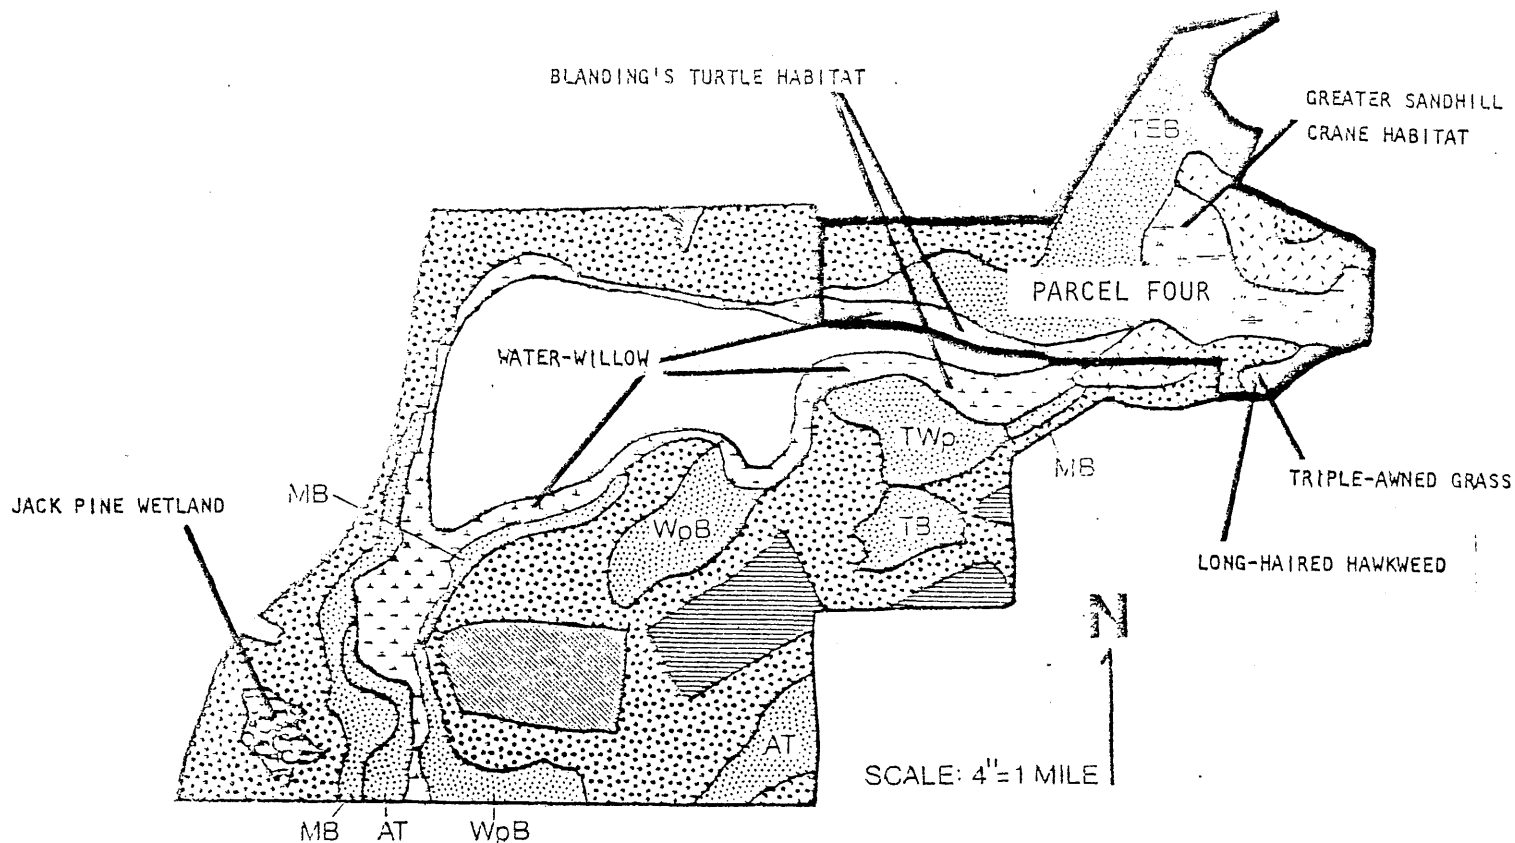 BLANDING'S TURTLE HABITAT
GREATER SANDHILL
CRANE HABITAT
TEB
PARCEL FOUR
WATER-WILLOW
TWp
MB
TRIPLE-AWNED GRASS
JACK PINE WETLAND
MB
WpB
TB
LONG-HAIRED HAWKWEED
N
AT
SCALE: 4"=1 MILE
MB
AT
WpB